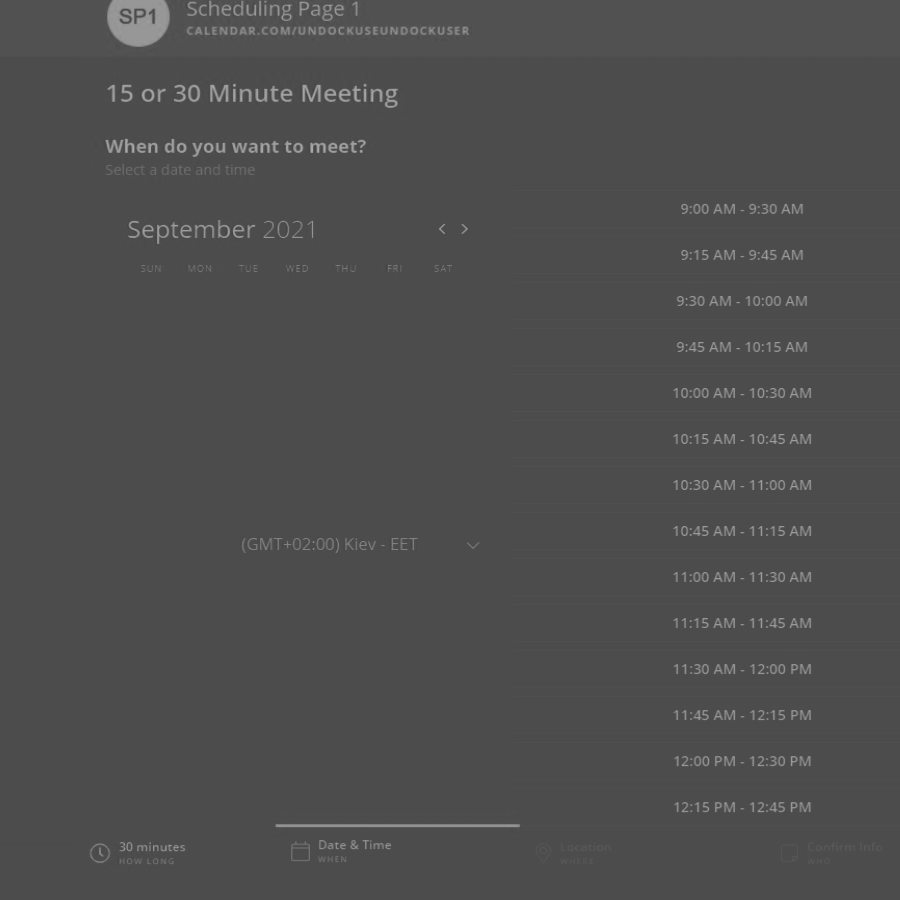 SP1
Scheduling Page 1
CALENDAR.COM/UNDOCKUSEUNDOCKUSER
15 or 30 Minute Meeting
When do you want to meet?
Select a date and time
September 2021
SUN MON TUE WED THU FRI SAT
(GMT+02:00) Kiev - EET
9:00 AM - 9:30 AM
9:15 AM - 9:45 AM
9:30 AM - 10:00 AM
9:45 AM - 10:15 AM
10:00 AM - 10:30 AM
10:15 AM - 10:45 AM
10:30 AM - 11:00 AM
10:45 AM - 11:15 AM
11:00 AM - 11:30 AM
11:15 AM - 11:45 AM
11:30 AM - 12:00 PM
11:45 AM - 12:15 PM
12:00 PM - 12:30 PM
12:15 PM - 12:45 PM
30 minutes
HOW LONG
Date & Time
WHEN
Location
WHERE
Confirm Info
WHO